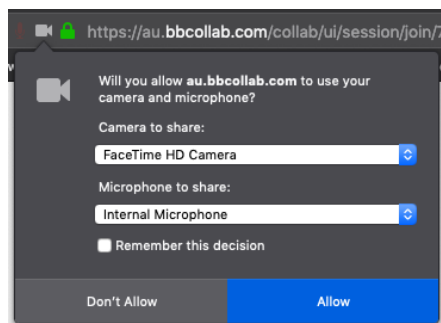 https://au.bbcollab.com/collab/ui/session/join/
Will you allow au.bbcollab.com to use your
camera and microphone?
Camera to share:
FaceTime HD Camera
Microphone to share:
Internal Microphone
Remember this decision
Don't Allow
Allow